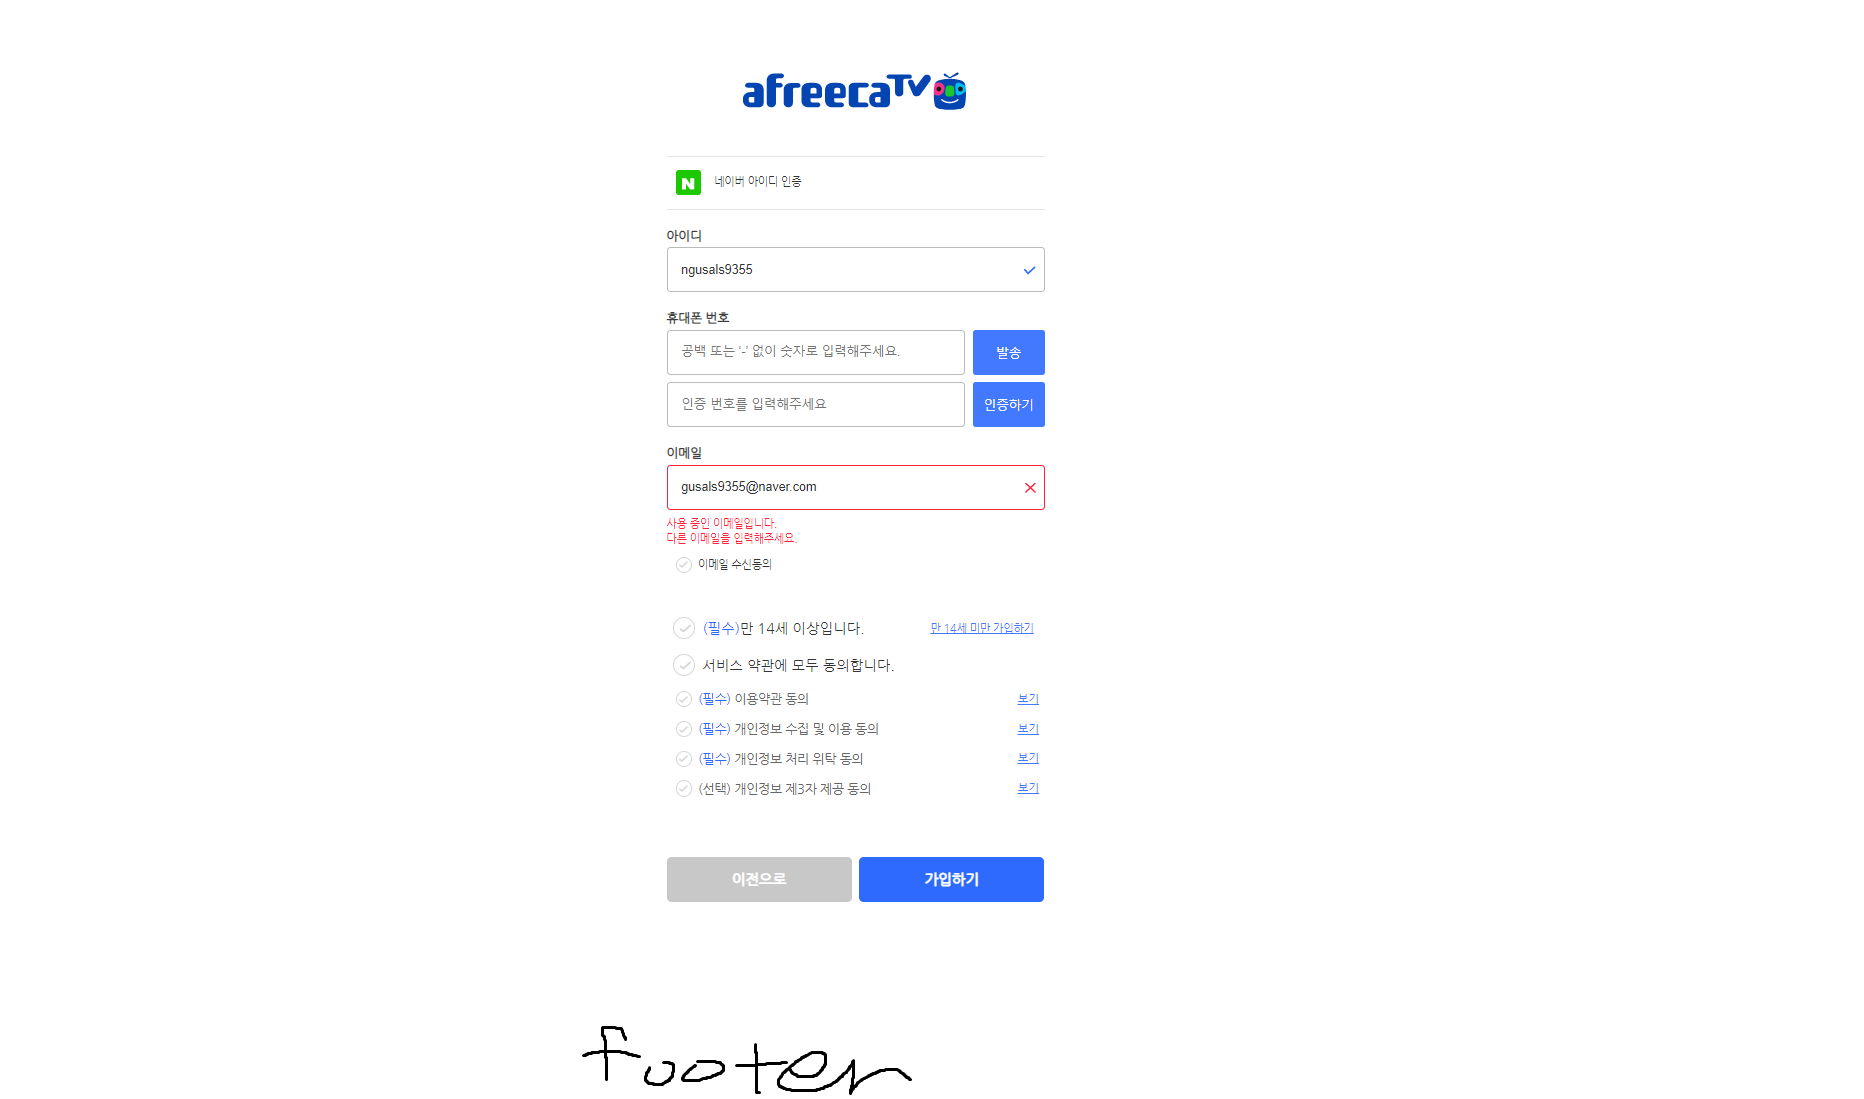 afreecaTV
N 네이버 아이디 인증
아이디
ngusals9355
휴대폰 번호
공백 또는 '-' 없이 숫자로 입력해주세요. 발송
인증 번호를 입력해주세요 인증하기
이메일
gusals9355@naver.com
사용 중인 이메일입니다.
다른 이메일을 입력해주세요.
이메일 수신동의
(필수)만 14세 이상입니다. 만 14세 미만 가입하기
서비스 약관에 모두 동의합니다.
(필수) 이용약관 동의 보기
(필수) 개인정보 수집 및 이용 동의 보기
(필수) 개인정보 처리 위탁 동의 보기
(선택) 개인정보 제3자 제공 동의 보기
이전으로 가입하기
footer